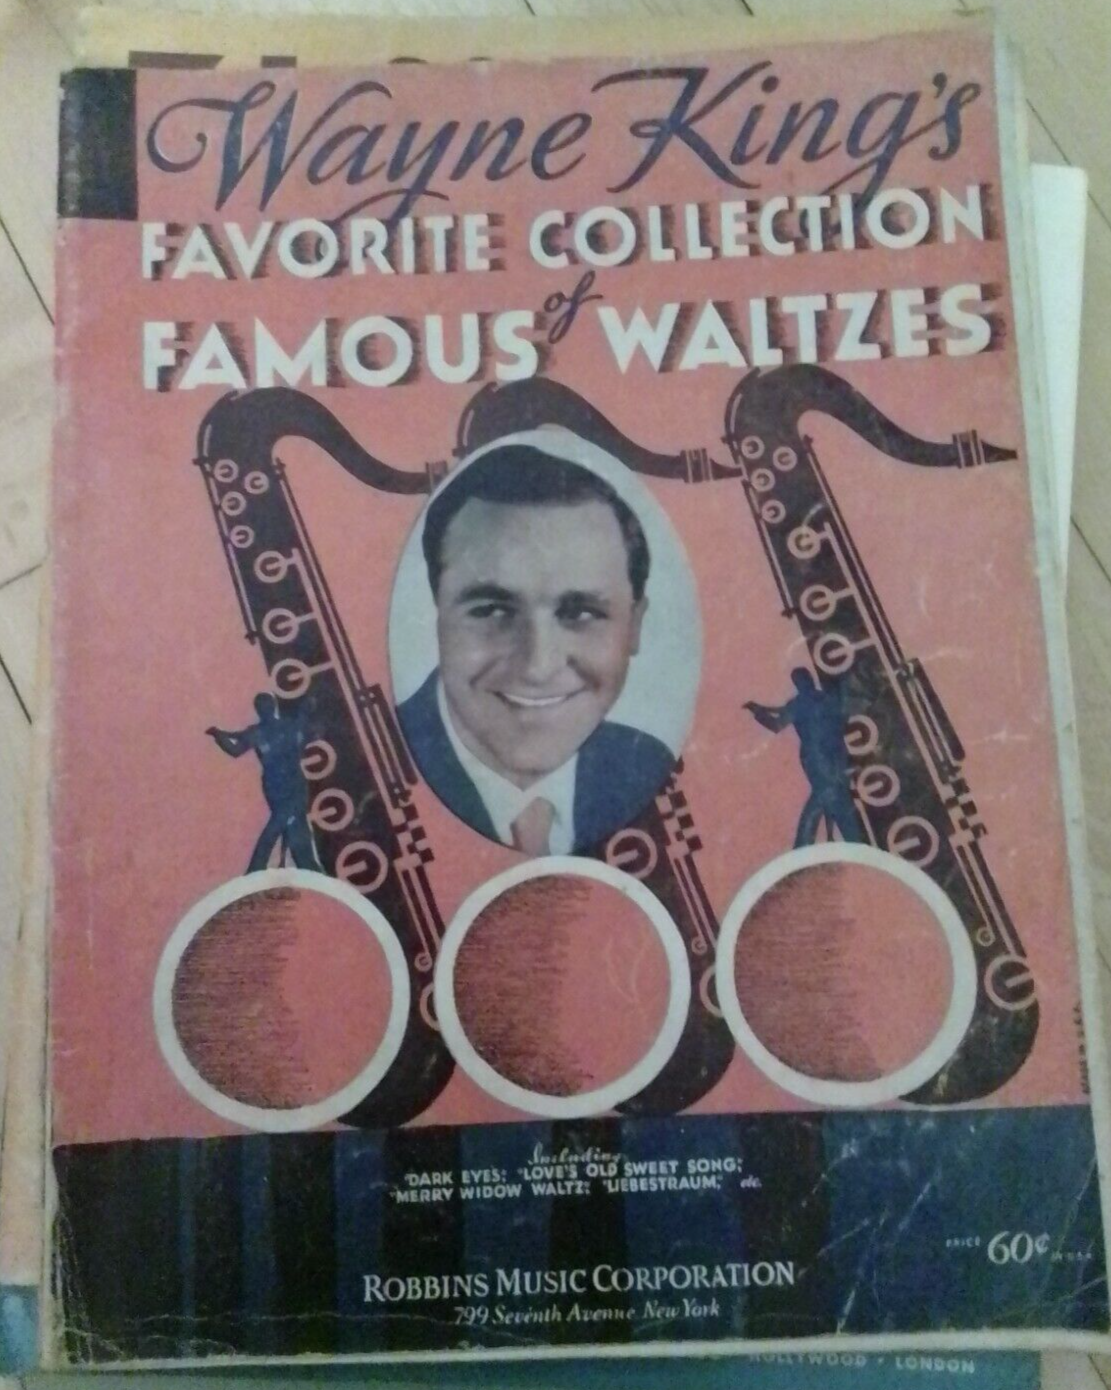 Wayne King's
FAVORITE COLLECTION
of
FAMOUS WALTZES
Including
"DARK EYES," "LOVE'S OLD SWEET SONG,"
"MERRY WIDOW WALTZ," "LIEBESTRAUM," etc.
PRICE 60¢
ROBBINS MUSIC CORPORATION
799 Seventh Avenue New York
HOLLYWOOD · LONDON